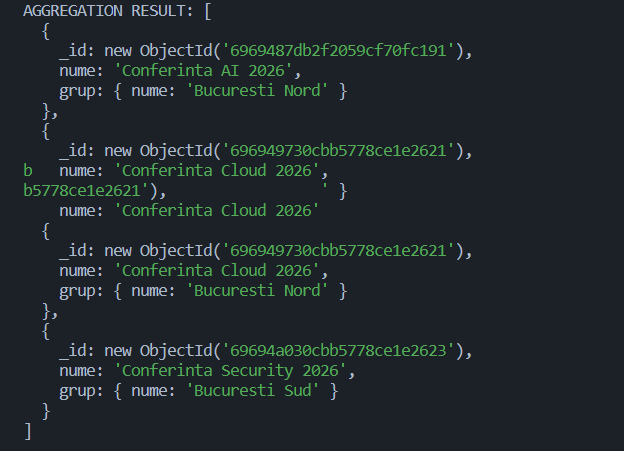 AGGREGATION RESULT: [
  {
    _id: new ObjectId('6969487db2f2059cf70fc191'),
    nume: 'Conferinta AI 2026',
    grup: { nume: 'Bucuresti Nord' }
  },
  {
    _id: new ObjectId('696949730cbb5778ce1e2621'),
b   nume: 'Conferinta Cloud 2026',
b5778ce1e2621'),                 ' }
    nume: 'Conferinta Cloud 2026'
  {
    _id: new ObjectId('696949730cbb5778ce1e2621'),
    nume: 'Conferinta Cloud 2026',
    grup: { nume: 'Bucuresti Nord' }
  },
  {
    _id: new ObjectId('69694a030cbb5778ce1e2623'),
    nume: 'Conferinta Security 2026',
    grup: { nume: 'Bucuresti Sud' }
  }
]